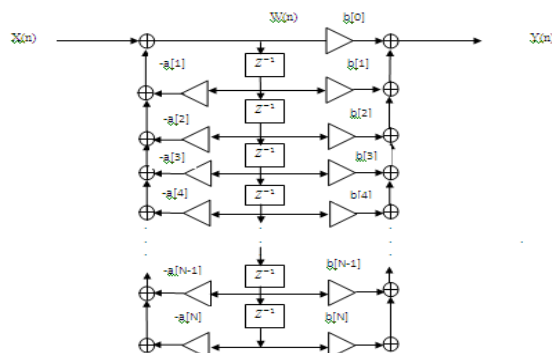 X(n) W(n) b[0] Y(n)
-a[1] Z⁻¹ b[1]
-a[2] Z⁻¹ b[2]
-a[3] Z⁻¹ b[3]
-a[4] Z⁻¹ b[4]
-a[N-1] Z⁻¹ b[N-1]
-a[N] Z⁻¹ b[N]